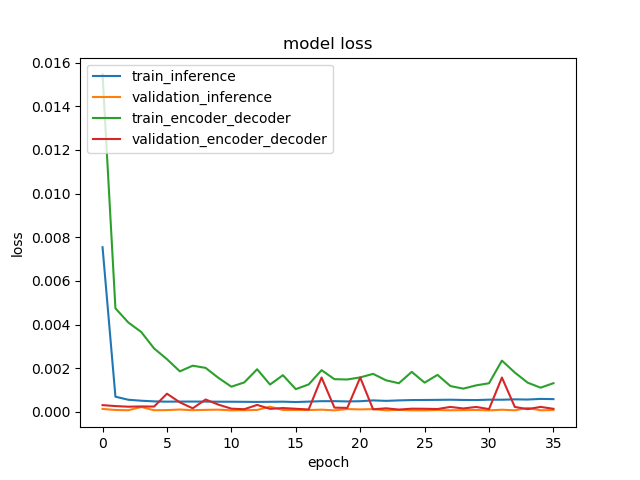 model loss
0.016
0.014
0.012
0.010
0.008
0.006
0.004
0.002
0.000
loss
train_inference
validation_inference
train_encoder_decoder
validation_encoder_decoder
0 5 10 15 20 25 30 35
epoch